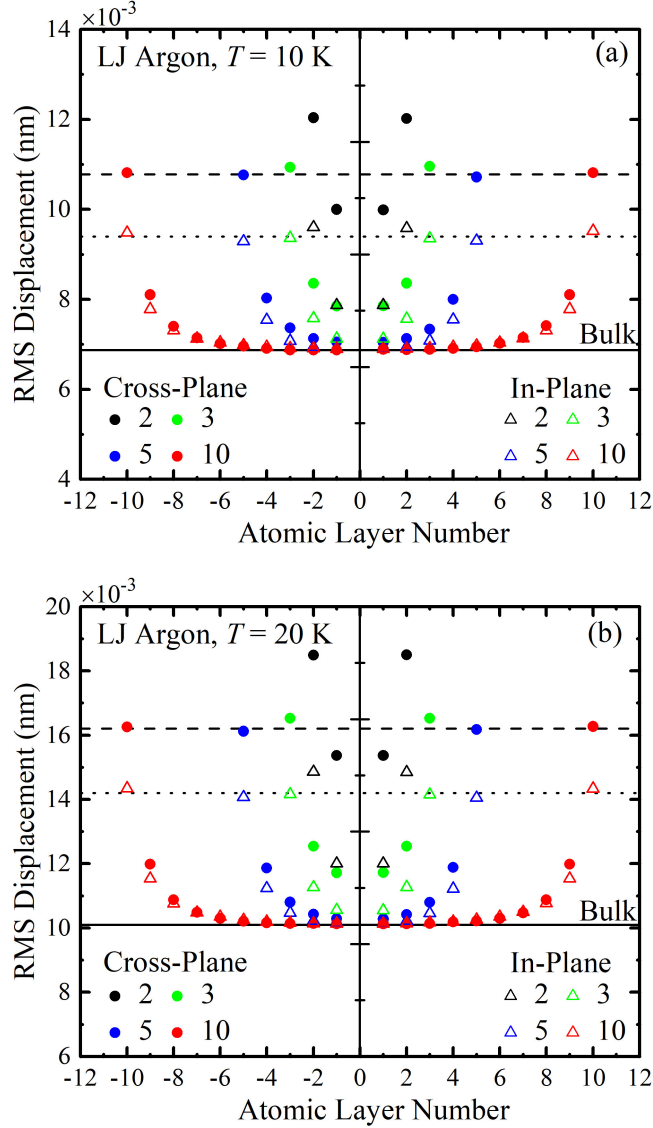 ×10⁻³
14
LJ Argon, T = 10 K
(a)
12
10
8
6
4
RMS Displacement (nm)
Bulk
Cross-Plane
In-Plane
2 3
2 3
5 10
5 10
-12 -10 -8 -6 -4 -2 0 2 4 6 8 10 12
Atomic Layer Number
×10⁻³
20
LJ Argon, T = 20 K
(b)
18
16
14
12
10
8
6
RMS Displacement (nm)
Bulk
Cross-Plane
In-Plane
2 3
2 3
5 10
5 10
-12 -10 -8 -6 -4 -2 0 2 4 6 8 10 12
Atomic Layer Number